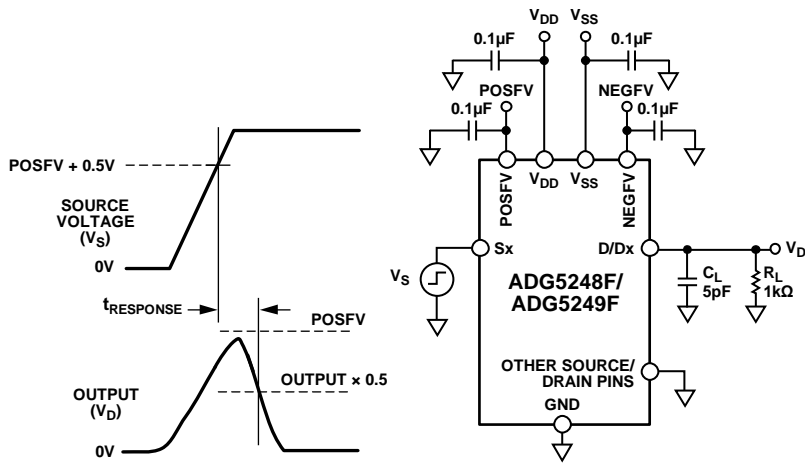 POSFV + 0.5V
SOURCE
VOLTAGE
(VS)
0V
tRESPONSE
POSFV
OUTPUT × 0.5
OUTPUT
(VD)
0V
VDD
VSS
0.1µF
0.1µF
POSFV
NEGFV
0.1µF
0.1µF
POSFV
VDD
VSS
NEGFV
Sx
D/Dx
VD
VS
ADG5248F/
ADG5249F
CL
5pF
RL
1kΩ
OTHER SOURCE/
DRAIN PINS
GND